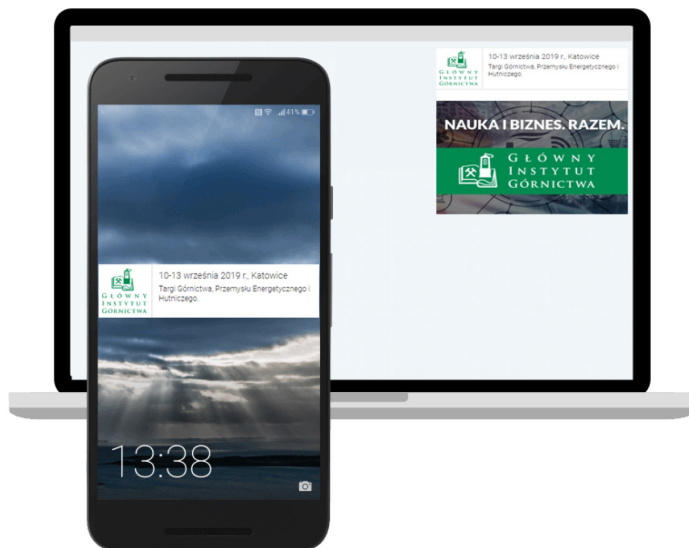 41%
GŁÓWNY
INSTYTUT
GÓRNICTWA
10-13 września 2019 r., Katowice
Targi Górnictwa, Przemysłu Energetycznego i
Hutniczego.
13:38
GŁÓWNY
INSTYTUT
GÓRNICTWA
10-13 września 2019 r., Katowice
Targi Górnictwa, Przemysłu Energetycznego i
Hutniczego.
NAUKA I BIZNES. RAZEM.
GŁÓWNY
INSTYTUT
GÓRNICTWA